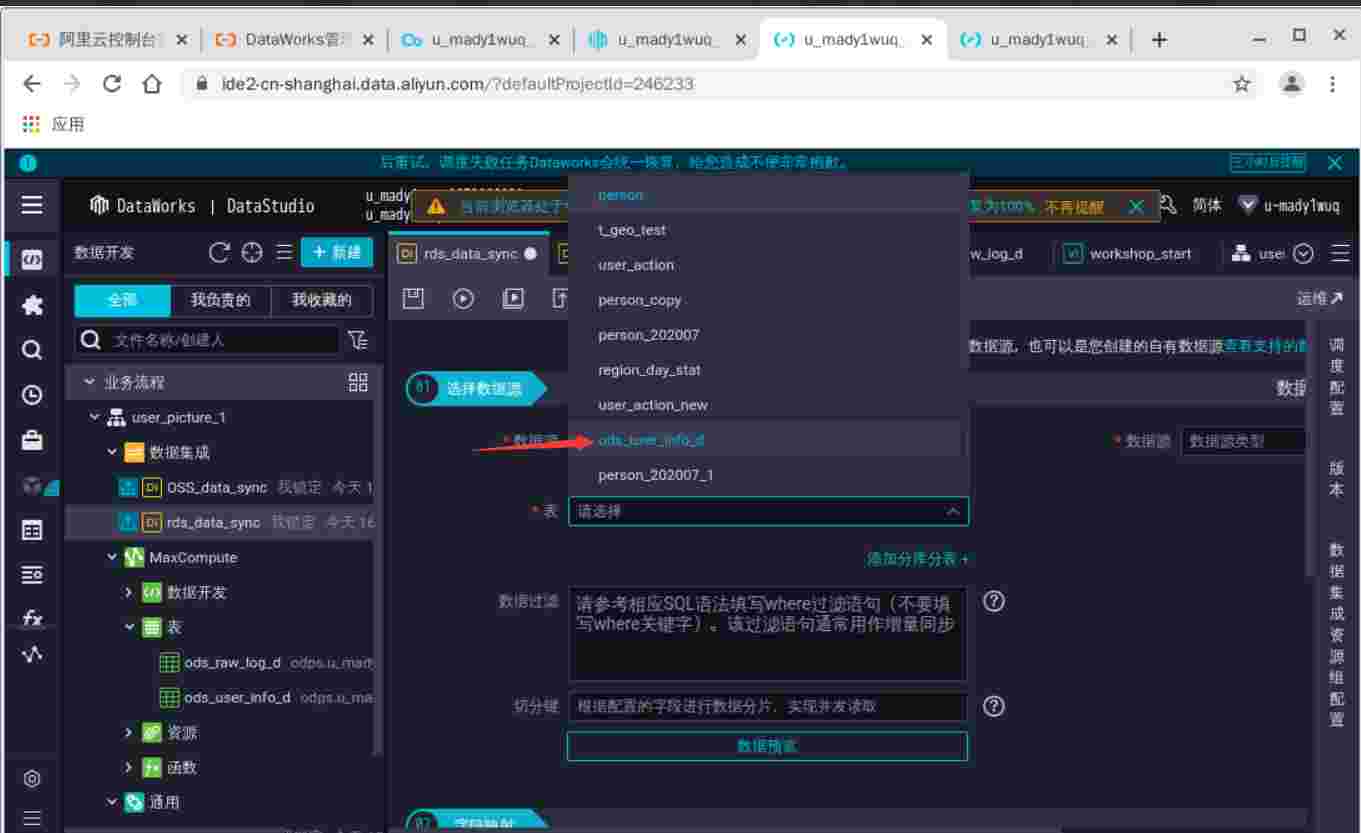 阿里云控制台
DataWorks管
u_mady1wuq_
u_mady1wuq_
u_mady1wuq_
u_mady1wuq_
ide2-cn-shanghai.data.aliyun.com/?defaultProjectId=246233
应用
后重试。调度失败任务Dataworks会统一恢复，给您造成不便非常抱歉。
三小时后提醒
DataWorks | DataStudio
u_mady
u_mady
当前浏览器处于
为100%
不再提醒
简体
u-mady1wuq
数据开发
+ 新建
Di rds_data_sync
w_log_d
VI workshop_start
use
全部
我负责的
我收藏的
运维
文件名称/创建人
业务流程
user_picture_1
数据集成
Di OSS_data_sync 我锁定 今天 1
Di rds_data_sync 我锁定 今天 16
MaxCompute
数据开发
表
ods_raw_log_d odps.u_mad
ods_user_info_d odps.u_ma
资源
函数
通用
person
t_geo_test
user_action
person_copy
person_202007
region_day_stat
user_action_new
ods_user_info_d
person_202007_1
数据源，也可以是您创建的自有数据源查看支持的数
01 选择数据源
数据
* 数据源
* 数据源 数据源类型
* 表 请选择
添加分库分表 +
数据过滤
请参考相应SQL语法填写where过滤语句（不要填
写where关键字）。该过滤语句通常用作增量同步
切分键 根据配置的字段进行数据分片，实现并发读取
数据预览
02 字段映射
调度配置
版本
数据集成资源组配置